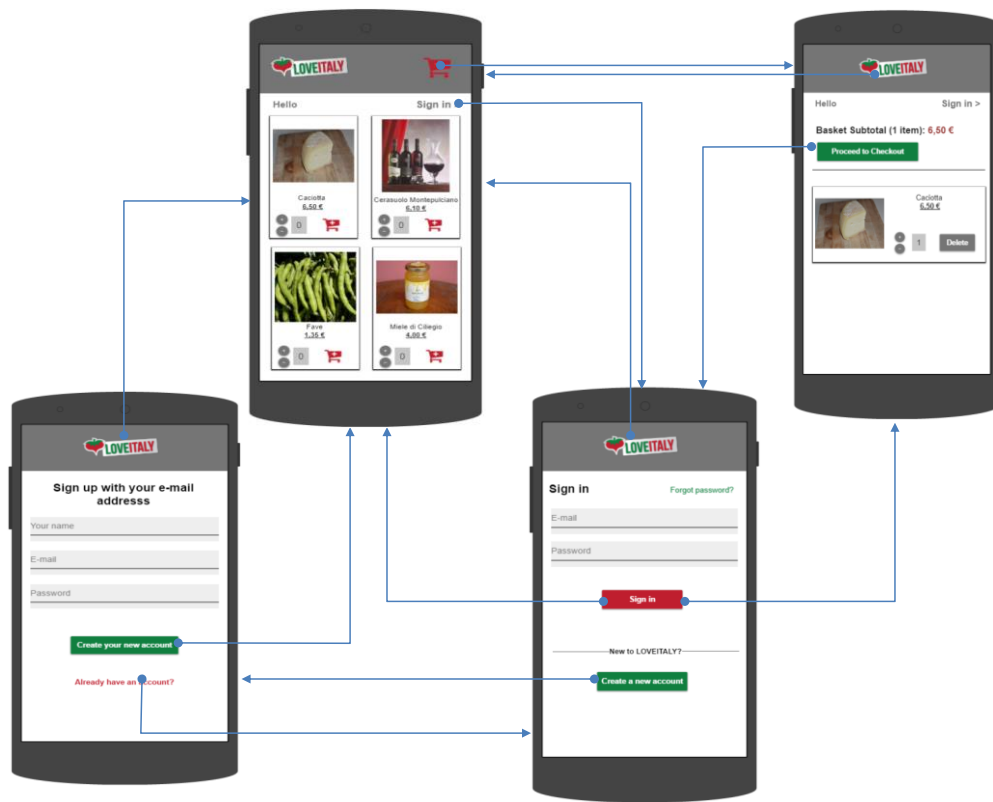 LOVEITALY
Hello
Sign in
Caciotta
6,50 €
0
Cerasuolo Montepulciano
6,10 €
0
Fave
1,35 €
0
Miele di Ciliegio
4,00 €
0
LOVEITALY
Hello
Sign in >
Basket Subtotal (1 item): 6,50 €
Proceed to Checkout
Caciotta
6,50 €
1
Delete
LOVEITALY
Sign up with your e-mail
addresss
Your name
E-mail
Password
Create your new account
Already have an account?
LOVEITALY
Sign in
Forgot password?
E-mail
Password
Sign in
New to LOVEITALY?
Create a new account